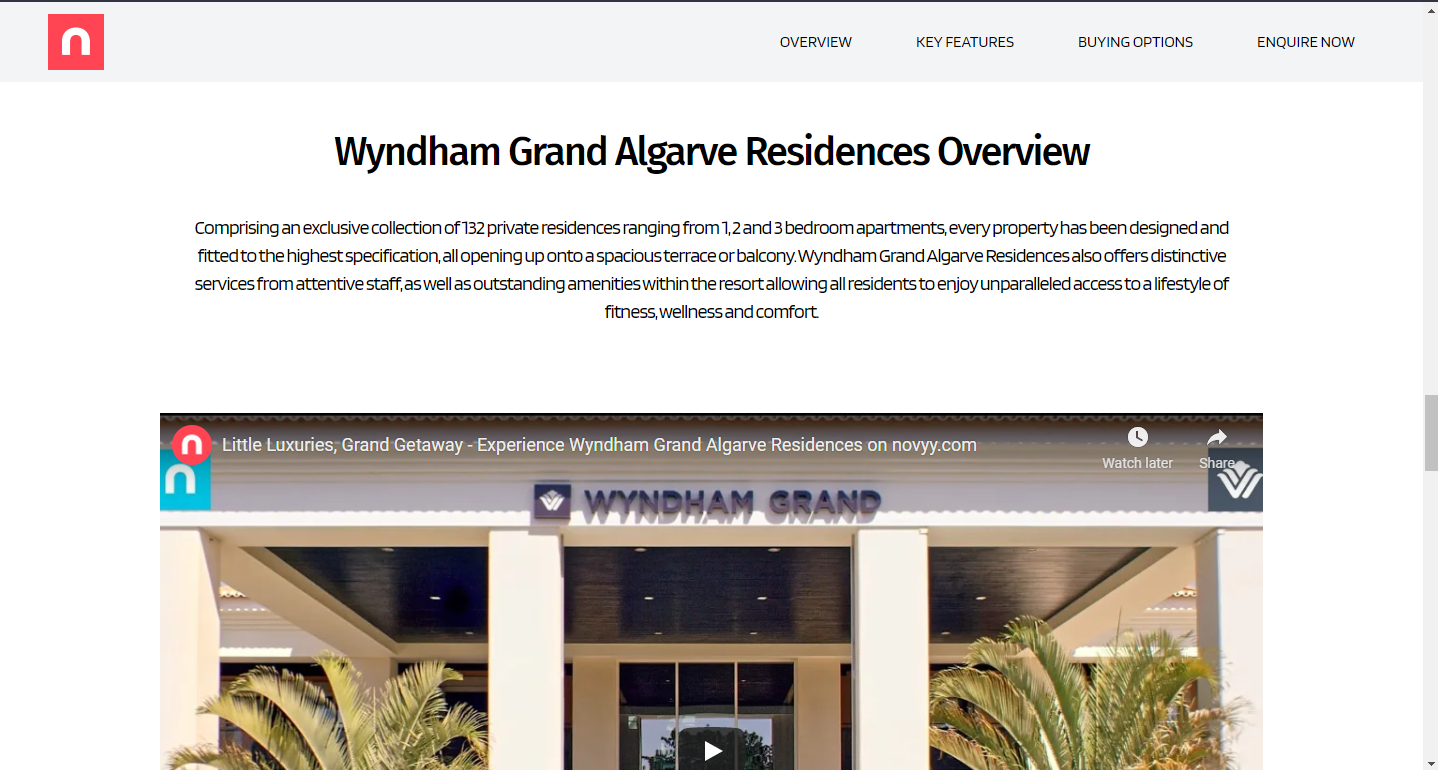 n
OVERVIEW KEY FEATURES BUYING OPTIONS ENQUIRE NOW
Wyndham Grand Algarve Residences Overview
Comprising an exclusive collection of 132 private residences ranging from 1, 2 and 3 bedroom apartments, every property has been designed and
fitted to the highest specification, all opening up onto a spacious terrace or balcony. Wyndham Grand Algarve Residences also offers distinctive
services from attentive staff, as well as outstanding amenities within the resort allowing all residents to enjoy unparalleled access to a lifestyle of
fitness, wellness and comfort.
n Little Luxuries, Grand Getaway - Experience Wyndham Grand Algarve Residences on novyy.com
Watch later Share
n
WYNDHAM GRAND